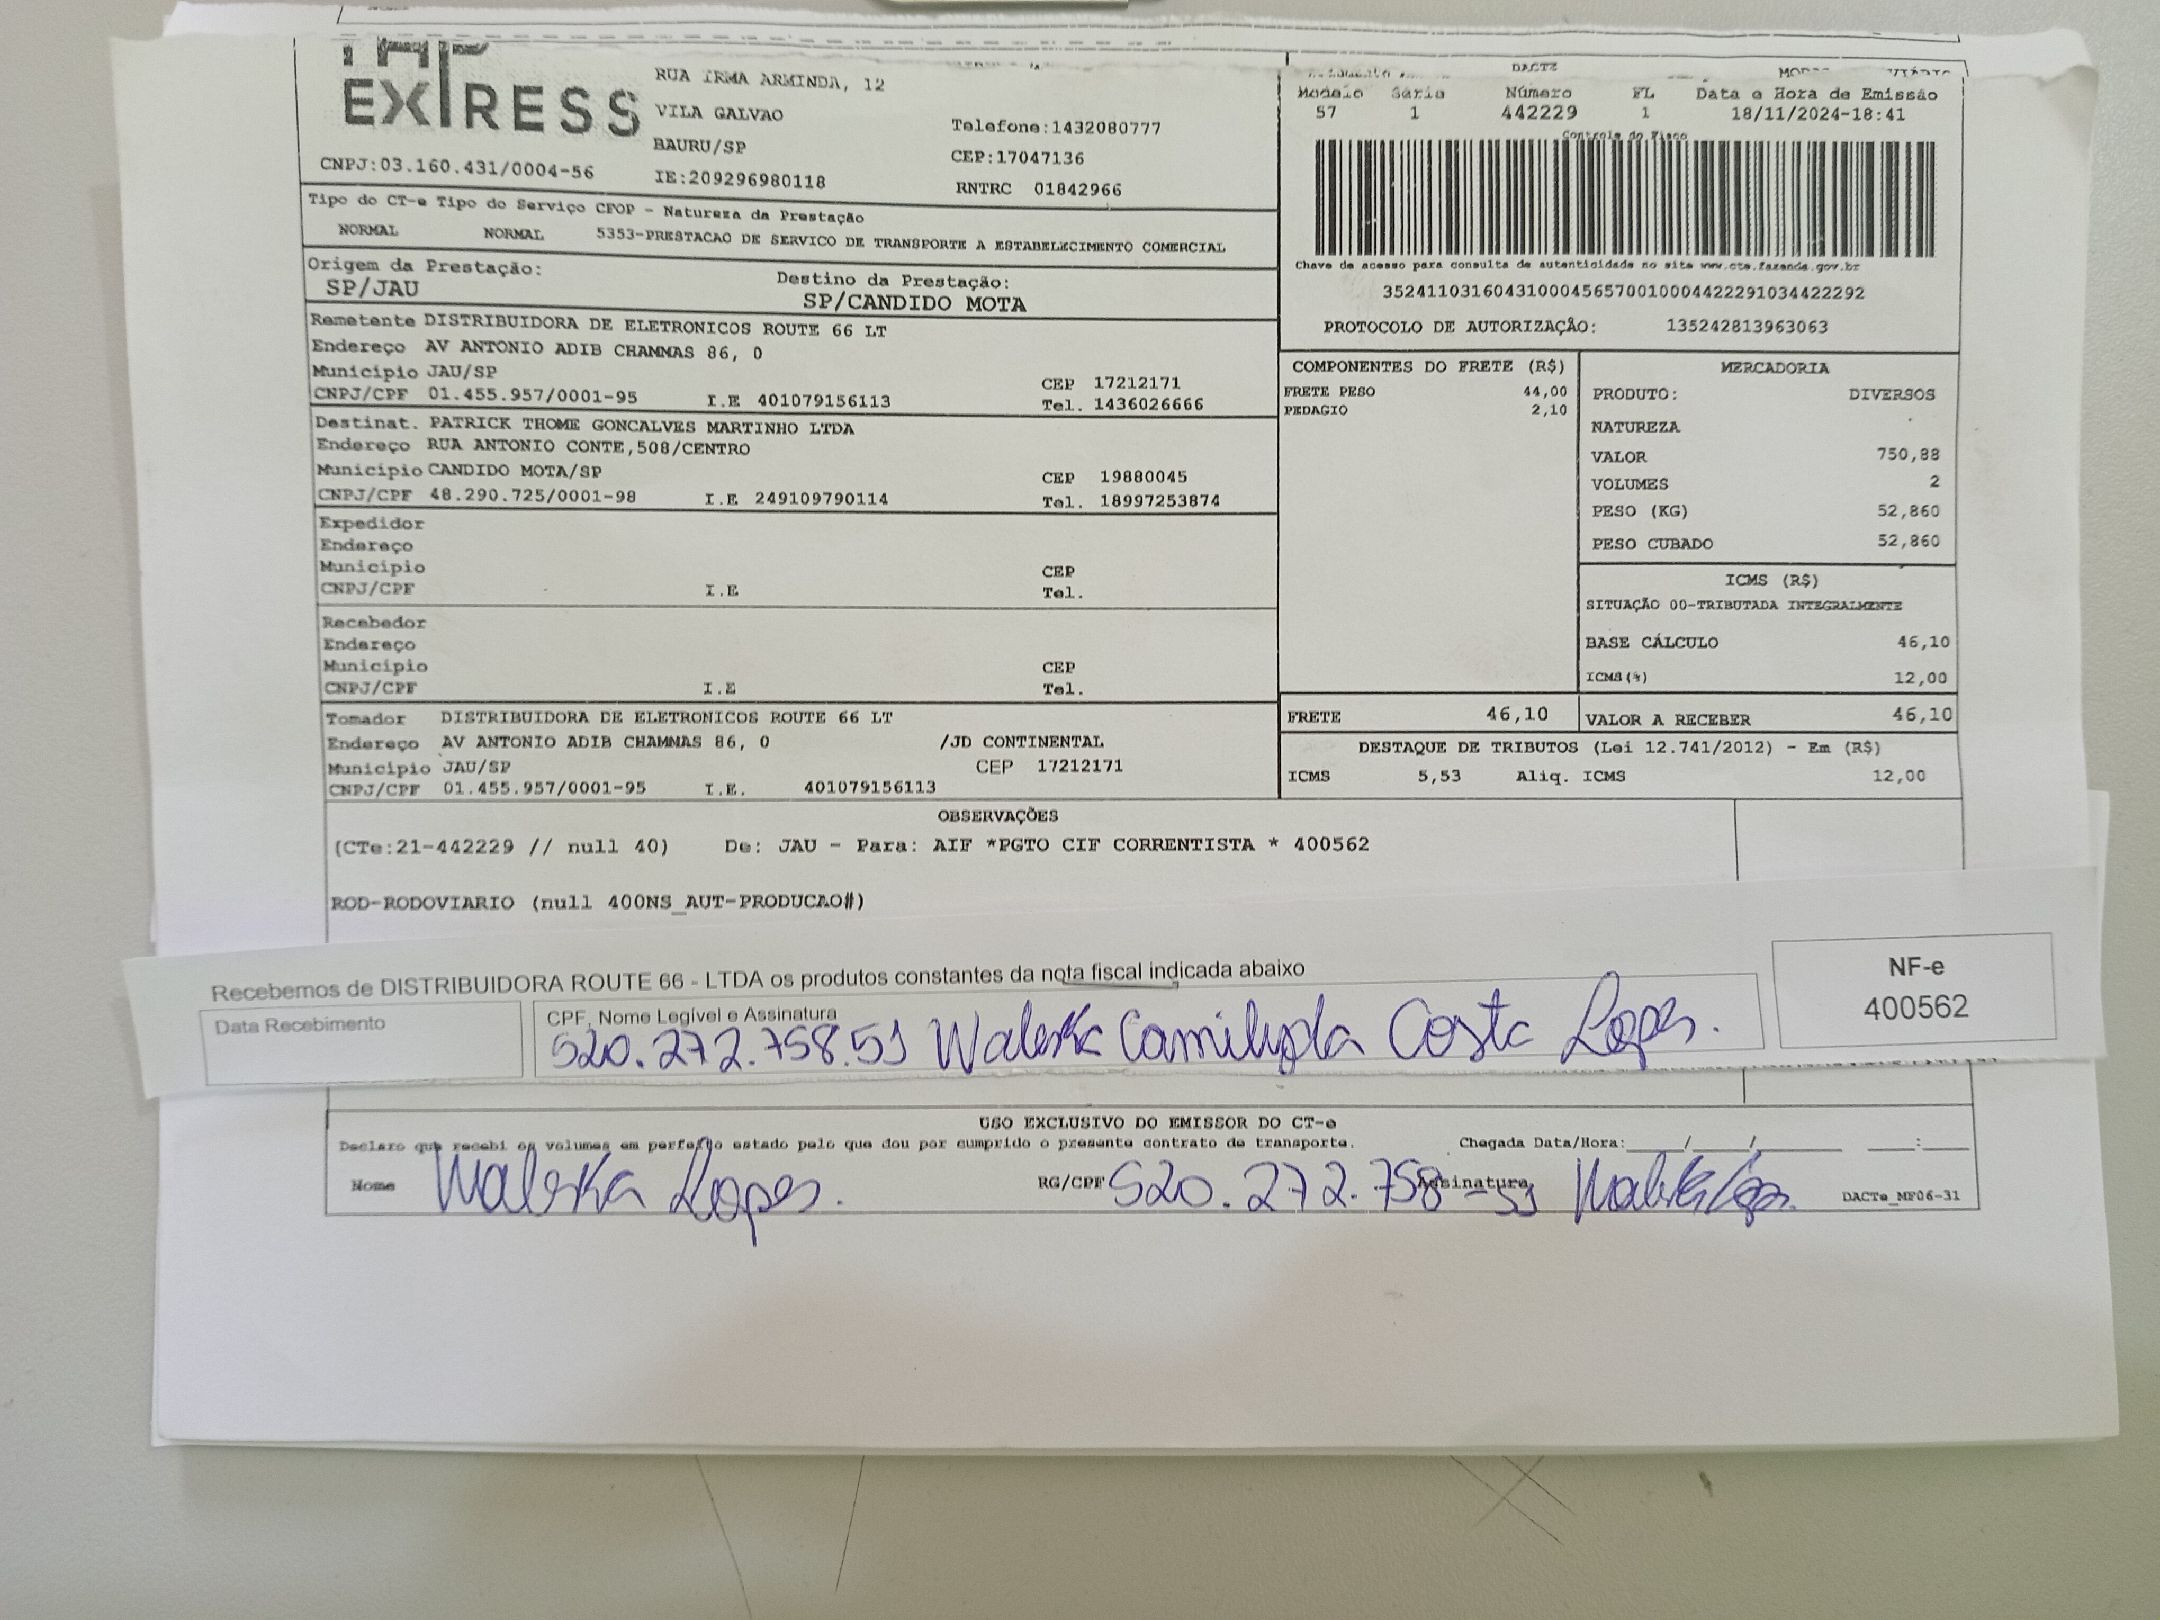 EXPRESS
RUA IRMA ARMINDA, 12
VILA GALVAO
BAURU/SP
IE:209296980118
Telefone:1432080777
CEP:17047136
RNTRC 01842966
CNPJ:03.160.431/0004-56
DACTE
Modelo Série Número FL Data e Hora de Emissão
57 1 442229 1 18/11/2024-18:41
Controle do Fisco
Chave de acesso para consulta de autenticidade no site www.cte.fazenda.gov.br
35241103160431000456570010004422291034422292
PROTOCOLO DE AUTORIZAÇÃO: 135242813963063
Tipo do CT-e Tipo do Serviço CFOP - Natureza da Prestação
NORMAL NORMAL 5353-PRESTACAO DE SERVICO DE TRANSPORTE A ESTABELECIMENTO COMERCIAL
Origem da Prestação: Destino da Prestação:
SP/JAU SP/CANDIDO MOTA
Remetente DISTRIBUIDORA DE ELETRONICOS ROUTE 66 LT
Endereço AV ANTONIO ADIB CHAMMAS 86, 0
Município JAU/SP CEP 17212171
CNPJ/CPF 01.455.957/0001-95 I.E 401079156113 Tel. 1436026666
Destinat. PATRICK THOME GONCALVES MARTINHO LTDA
Endereço RUA ANTONIO CONTE,508/CENTRO
Município CANDIDO MOTA/SP CEP 19880045
CNPJ/CPF 48.290.725/0001-98 I.E 249109790114 Tel. 18997253874
Expedidor
Endereço
Município CEP
CNPJ/CPF I.E Tel.
Recebedor
Endereço
Município CEP
CNPJ/CPF I.E Tel.
Tomador DISTRIBUIDORA DE ELETRONICOS ROUTE 66 LT
Endereço AV ANTONIO ADIB CHAMMAS 86, 0 /JD CONTINENTAL
Município JAU/SP CEP 17212171
CNPJ/CPF 01.455.957/0001-95 I.E. 401079156113
COMPONENTES DO FRETE (R$)
FRETE PESO 44,00
PEDAGIO 2,10
MERCADORIA
PRODUTO: DIVERSOS
NATUREZA
VALOR 750,88
VOLUMES 2
PESO (KG) 52,860
PESO CUBADO 52,860
ICMS (R$)
SITUAÇÃO 00-TRIBUTADA INTEGRALMENTE
BASE CÁLCULO 46,10
ICMS(%) 12,00
FRETE 46,10 VALOR A RECEBER 46,10
DESTAQUE DE TRIBUTOS (Lei 12.741/2012) - Em (R$)
ICMS 5,53 Aliq. ICMS 12,00
OBSERVAÇÕES
(CTe:21-442229 // null 40) De: JAU - Para: AIF *PGTO CIF CORRENTISTA * 400562
ROD-RODOVIARIO (null 400NS_AUT-PRODUCAO#)
Recebemos de DISTRIBUIDORA ROUTE 66 - LTDA os produtos constantes da nota fiscal indicada abaixo
NF-e
400562
Data Recebimento
CPF, Nome Legível e Assinatura
520.272.758.51 Costa Lopes.
USO EXCLUSIVO DO EMISSOR DO CT-e
Declaro que recebi os volumes em perfeito estado pelo que dou por cumprido o presente contrato de transporte. Chegada Data/Hora:____/____/______ ____:____
Nome Waleska Lopes. RG/CPF 520.272.758-51 Assinatura Waleska Lopes. DACTe_MF06-31